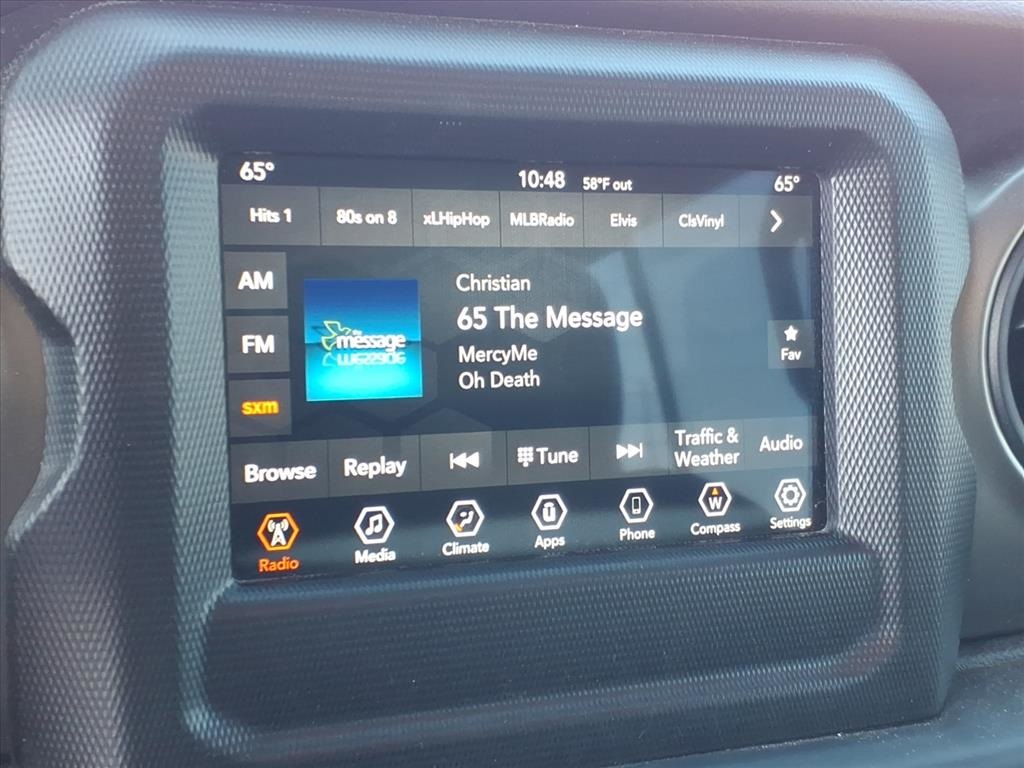 65° 10:48 58°F out 65°
Hits 1 80s on 8 xLHipHop MLBRadio Elvis ClsVinyl
AM
FM
sxm
the
message
Christian
65 The Message
MercyMe
Oh Death
Fav
Browse Replay Tune Traffic & Weather Audio
Radio Media Climate Apps Phone W Compass Settings